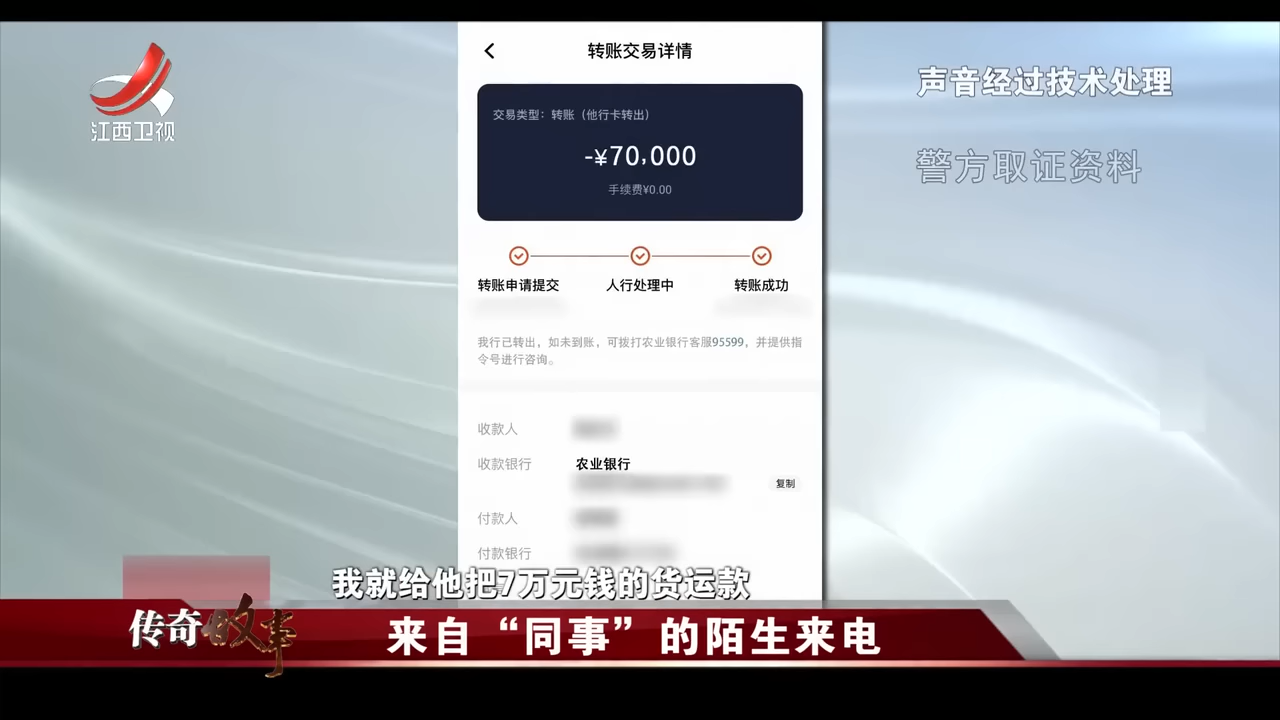 江西卫视
声音经过技术处理
警方取证资料
转账交易详情
交易类型：转账（他行卡转出）
-¥70,000
手续费¥0.00
转账申请提交
人行处理中
转账成功
我行已转出，如未到账，可拨打农业银行客服95599，并提供指
令号进行咨询。
收款人
收款银行 农业银行
复制
付款人
付款银行
我就给他把7万元钱的货运款
传奇故事
来自“同事”的陌生来电